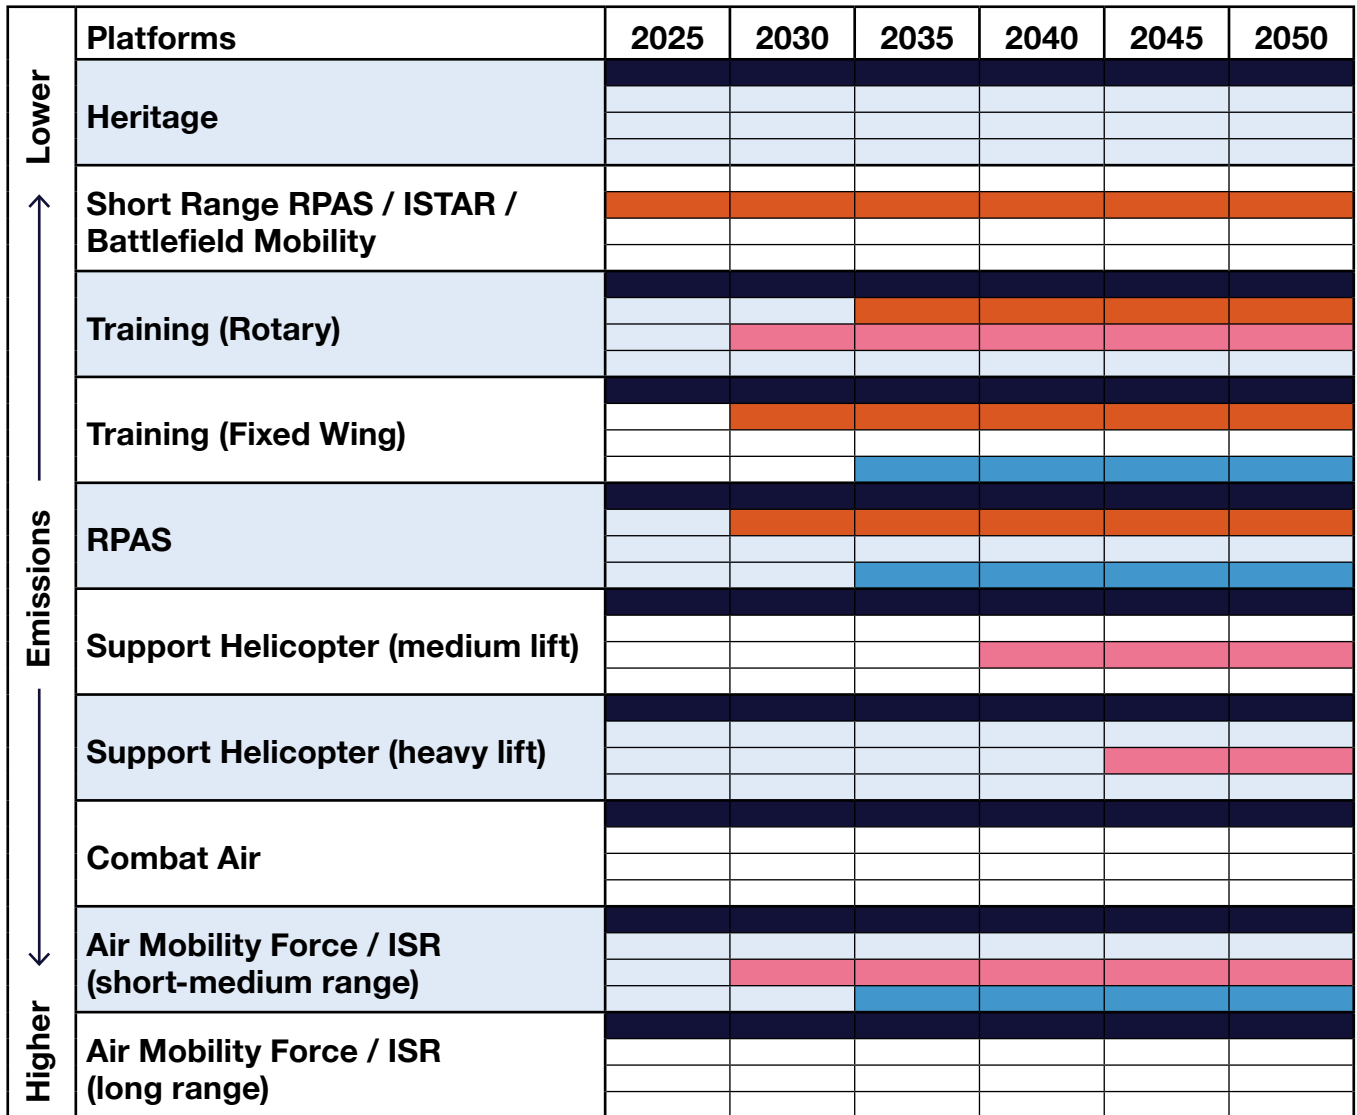 Platforms 2025 2030 2035 2040 2045 2050
Lower
Heritage
Short Range RPAS / ISTAR /
Battlefield Mobility
Training (Rotary)
Training (Fixed Wing)
RPAS
Emissions
Support Helicopter (medium lift)
Support Helicopter (heavy lift)
Combat Air
Air Mobility Force / ISR
(short-medium range)
Higher
Air Mobility Force / ISR
(long range)